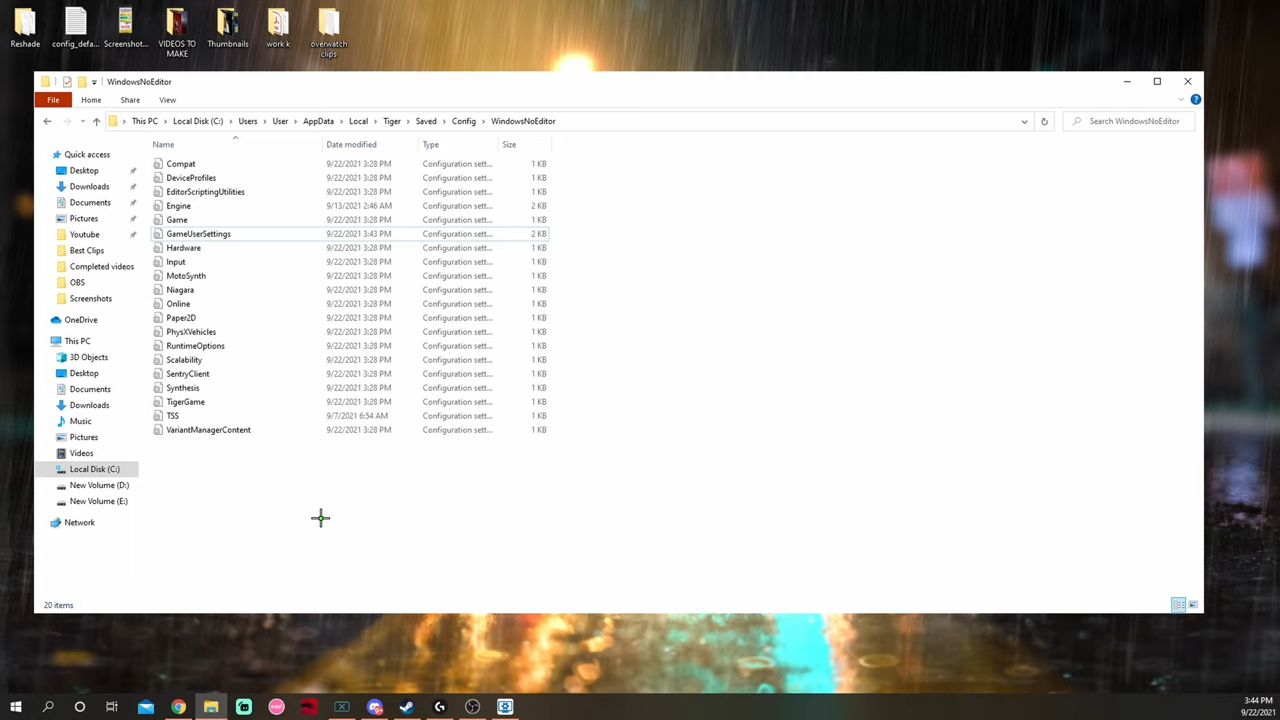 Reshade
config_defa...
Screenshot...
VIDEOS TO MAKE
Thumbnails
work k
overwatch clips
WindowsNoEditor
File Home Share View
This PC Local Disk (C:) Users User AppData Local Tiger Saved Config WindowsNoEditor
Search WindowsNoEditor
Quick access
Desktop
Downloads
Documents
Pictures
Youtube
Best Clips
Completed videos
OBS
Screenshots
OneDrive
This PC
3D Objects
Desktop
Documents
Downloads
Music
Pictures
Videos
Local Disk (C:)
New Volume (D:)
New Volume (E:)
Network
Name Date modified Type Size
Compat 9/22/2021 3:28 PM Configuration sett... 1 KB
DeviceProfiles 9/22/2021 3:28 PM Configuration sett... 1 KB
EditorScriptingUtilities 9/22/2021 3:28 PM Configuration sett... 1 KB
Engine 9/13/2021 2:46 AM Configuration sett... 2 KB
Game 9/22/2021 3:28 PM Configuration sett... 1 KB
GameUserSettings 9/22/2021 3:43 PM Configuration sett... 2 KB
Hardware 9/22/2021 3:28 PM Configuration sett... 1 KB
Input 9/22/2021 3:28 PM Configuration sett... 1 KB
MotoSynth 9/22/2021 3:28 PM Configuration sett... 1 KB
Niagara 9/22/2021 3:28 PM Configuration sett... 1 KB
Online 9/22/2021 3:28 PM Configuration sett... 1 KB
Paper2D 9/22/2021 3:28 PM Configuration sett... 1 KB
PhysXVehicles 9/22/2021 3:28 PM Configuration sett... 1 KB
RuntimeOptions 9/22/2021 3:28 PM Configuration sett... 1 KB
Scalability 9/22/2021 3:28 PM Configuration sett... 1 KB
SentryClient 9/22/2021 3:28 PM Configuration sett... 1 KB
Synthesis 9/22/2021 3:28 PM Configuration sett... 1 KB
TigerGame 9/22/2021 3:28 PM Configuration sett... 1 KB
TSS 9/7/2021 6:54 AM Configuration sett... 1 KB
VariantManagerContent 9/22/2021 3:28 PM Configuration sett... 1 KB
20 items
3:44 PM
9/22/2021